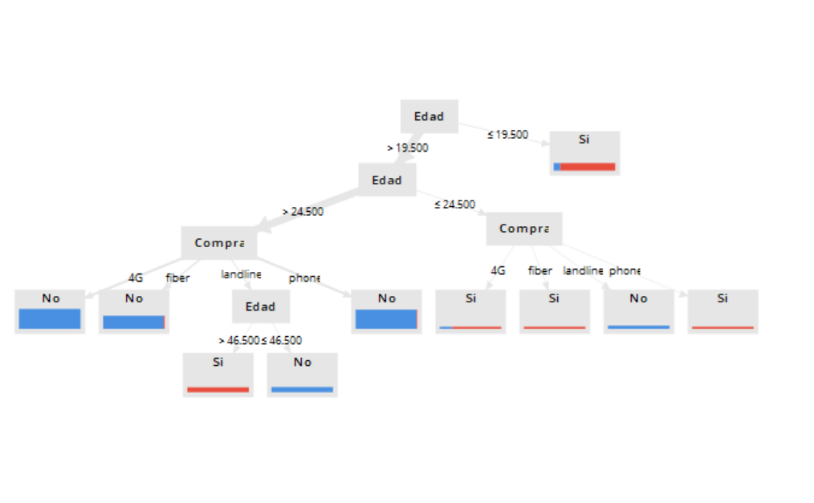 Edad
≤ 19.500
Si
> 19.500
Edad
> 24.500
≤ 24.500
Compra
Compra
4G
fiber
landline
phone
4G
fiber
landline
phone
No
No
Edad
No
Si
Si
No
Si
> 46.500
≤ 46.500
Si
No